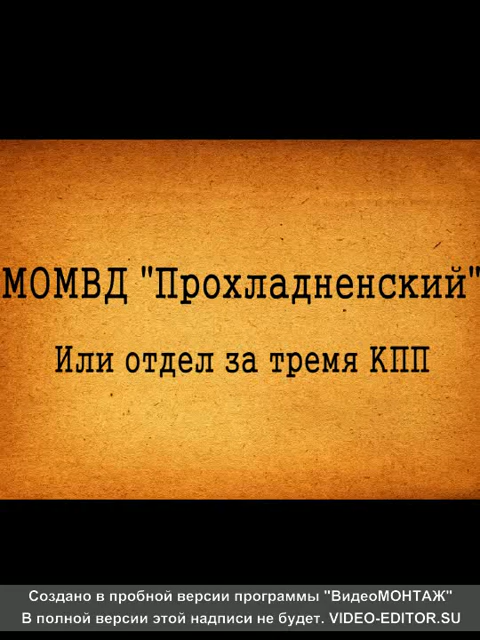 МОМВД "Прохладненский"
Или отдел за тремя КПП
Создано в пробной версии программы "ВидеоМОНТАЖ"
В полной версии этой надписи не будет. VIDEO-EDITOR.SU